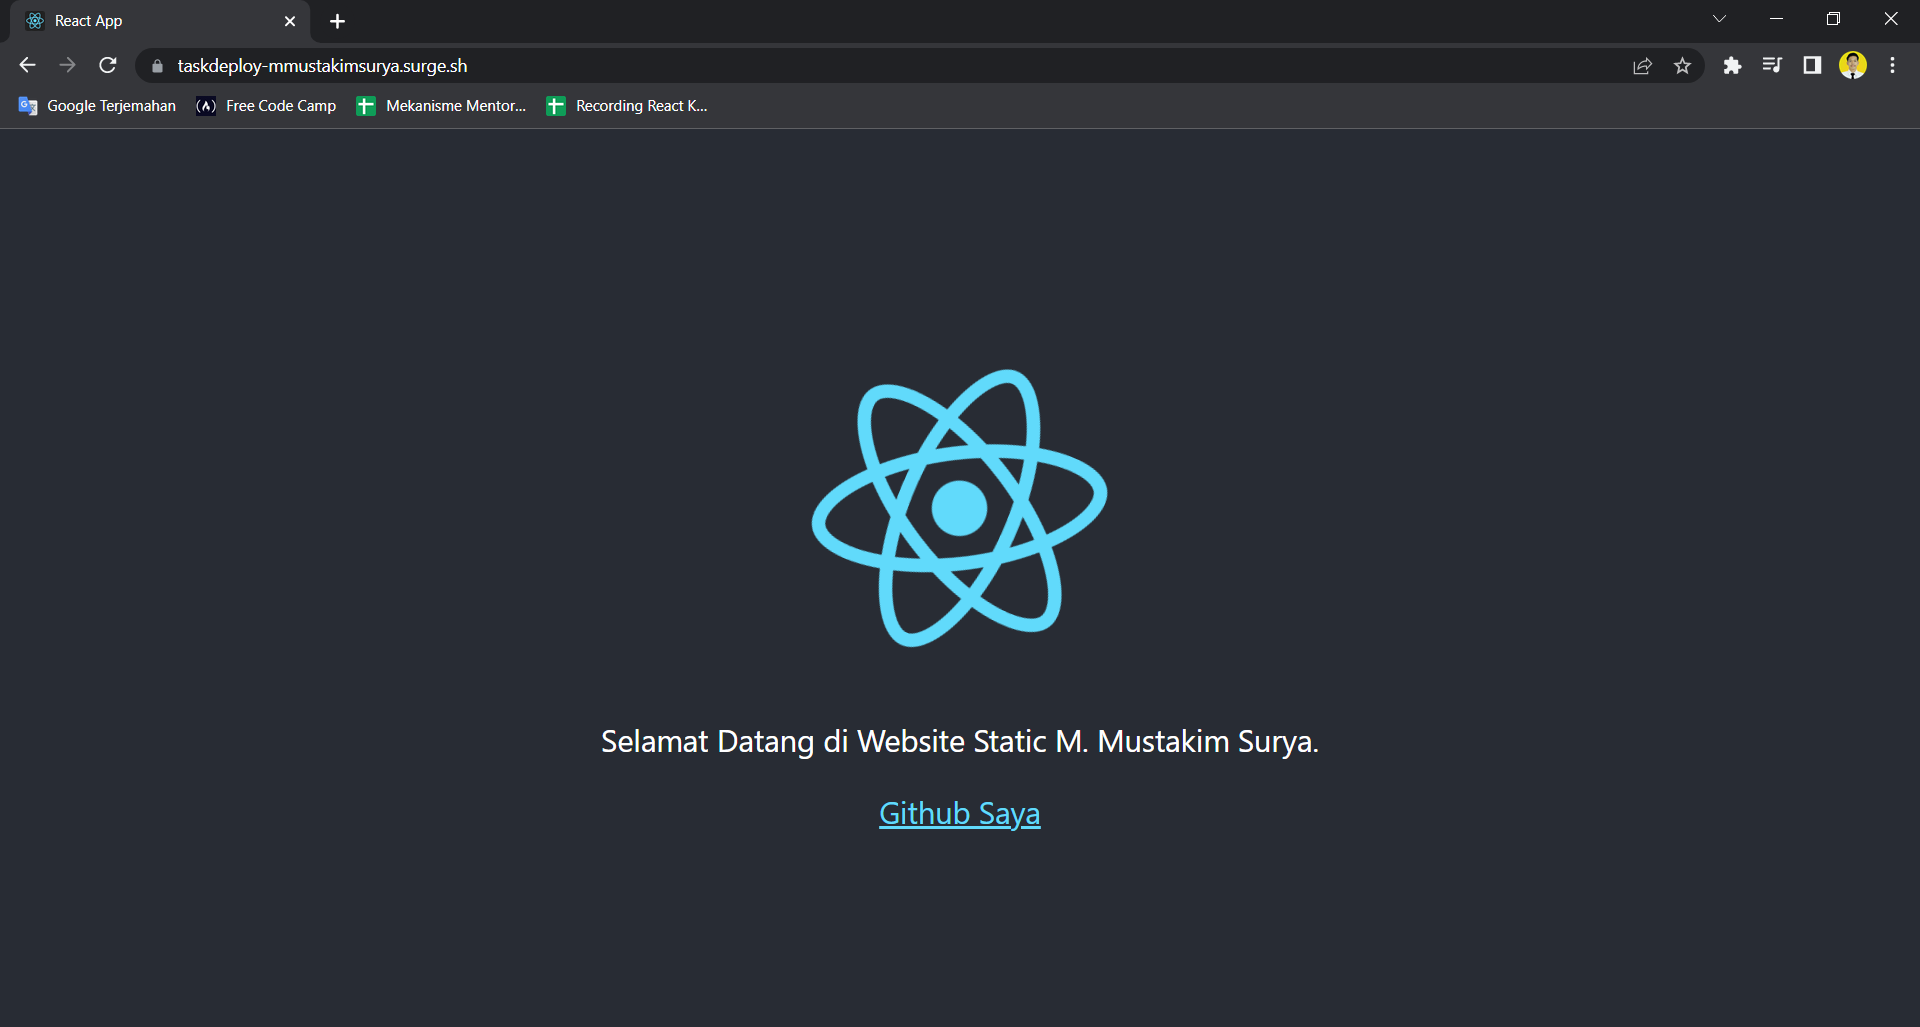 React App
taskdeploy-mmustakimsurya.surge.sh
Google Terjemahan
Free Code Camp
Mekanisme Mentor...
Recording React K...
Selamat Datang di Website Static M. Mustakim Surya.
Github Saya